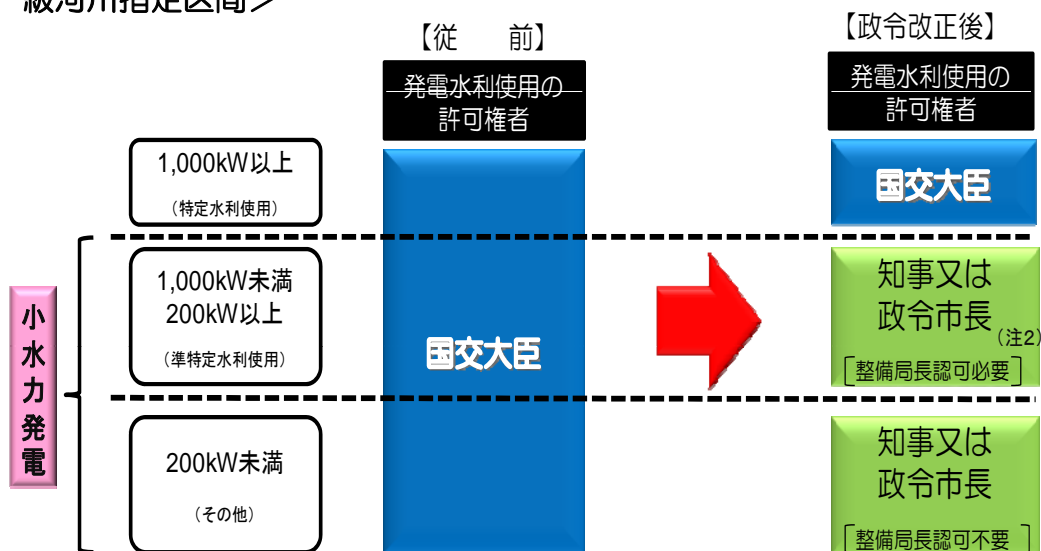 級河川指定区間>
【従　　前】
【政令改正後】
発電水利使用の
許可権者
発電水利使用の
許可権者
1,000kW以上
（特定水利使用）
国交大臣
小水力発電
1,000kW未満
200kW以上
（準特定水利使用）
国交大臣
知事又は
政令市長
（注2）
［整備局長認可必要］
200kW未満
（その他）
知事又は
政令市長
［整備局長認可不要］